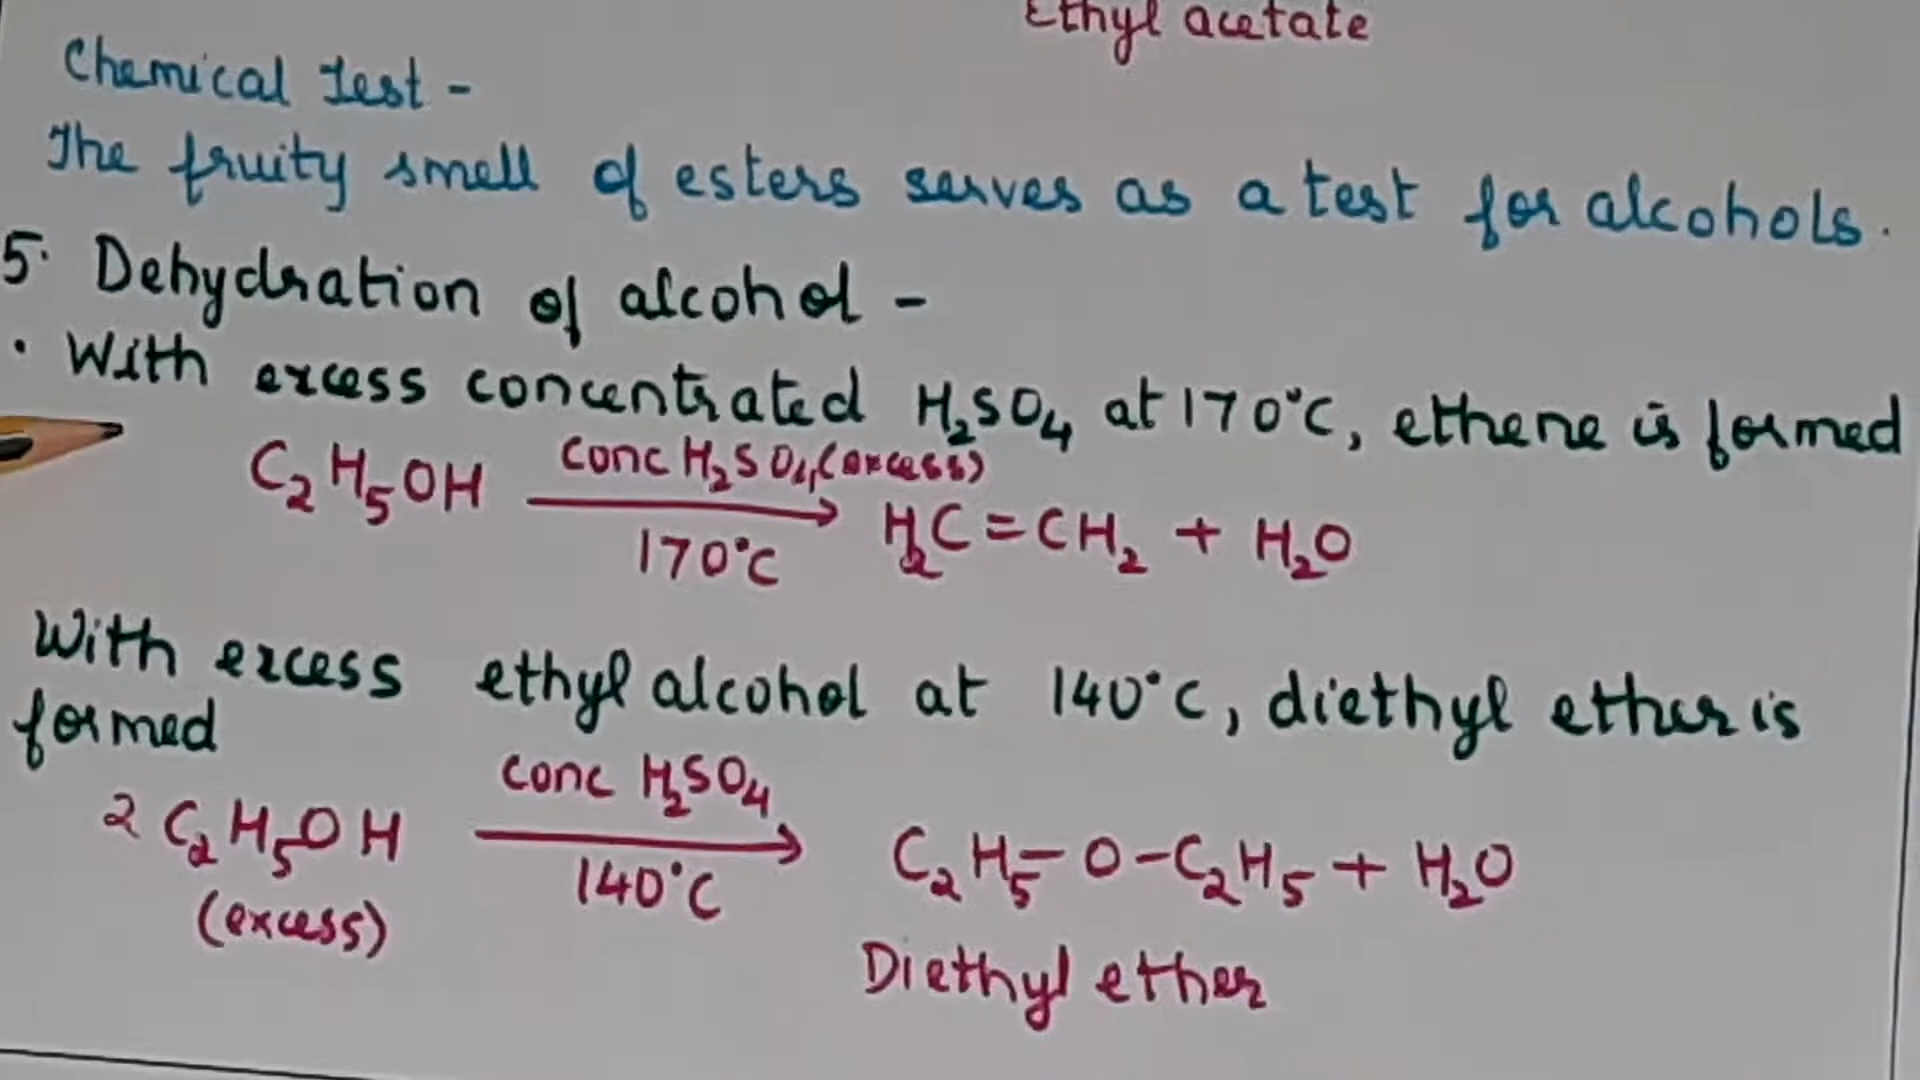 Ethyl acetate
Chemical Test -
The fruity smell of esters serves as a test for alcohols.
5. Dehydration of alcohol -
• With excess concentrated H₂SO₄ at 170°C, ethene is formed
conc H₂SO₄(excess)
C₂H₅OH ⟶ H₂C=CH₂ + H₂O
170°C
With excess ethyl alcohol at 140°C, diethyl ether is
formed
conc H₂SO₄
2 C₂H₅OH ⟶ C₂H₅-O-C₂H₅ + H₂O
140°C
(excess)
Diethyl ether